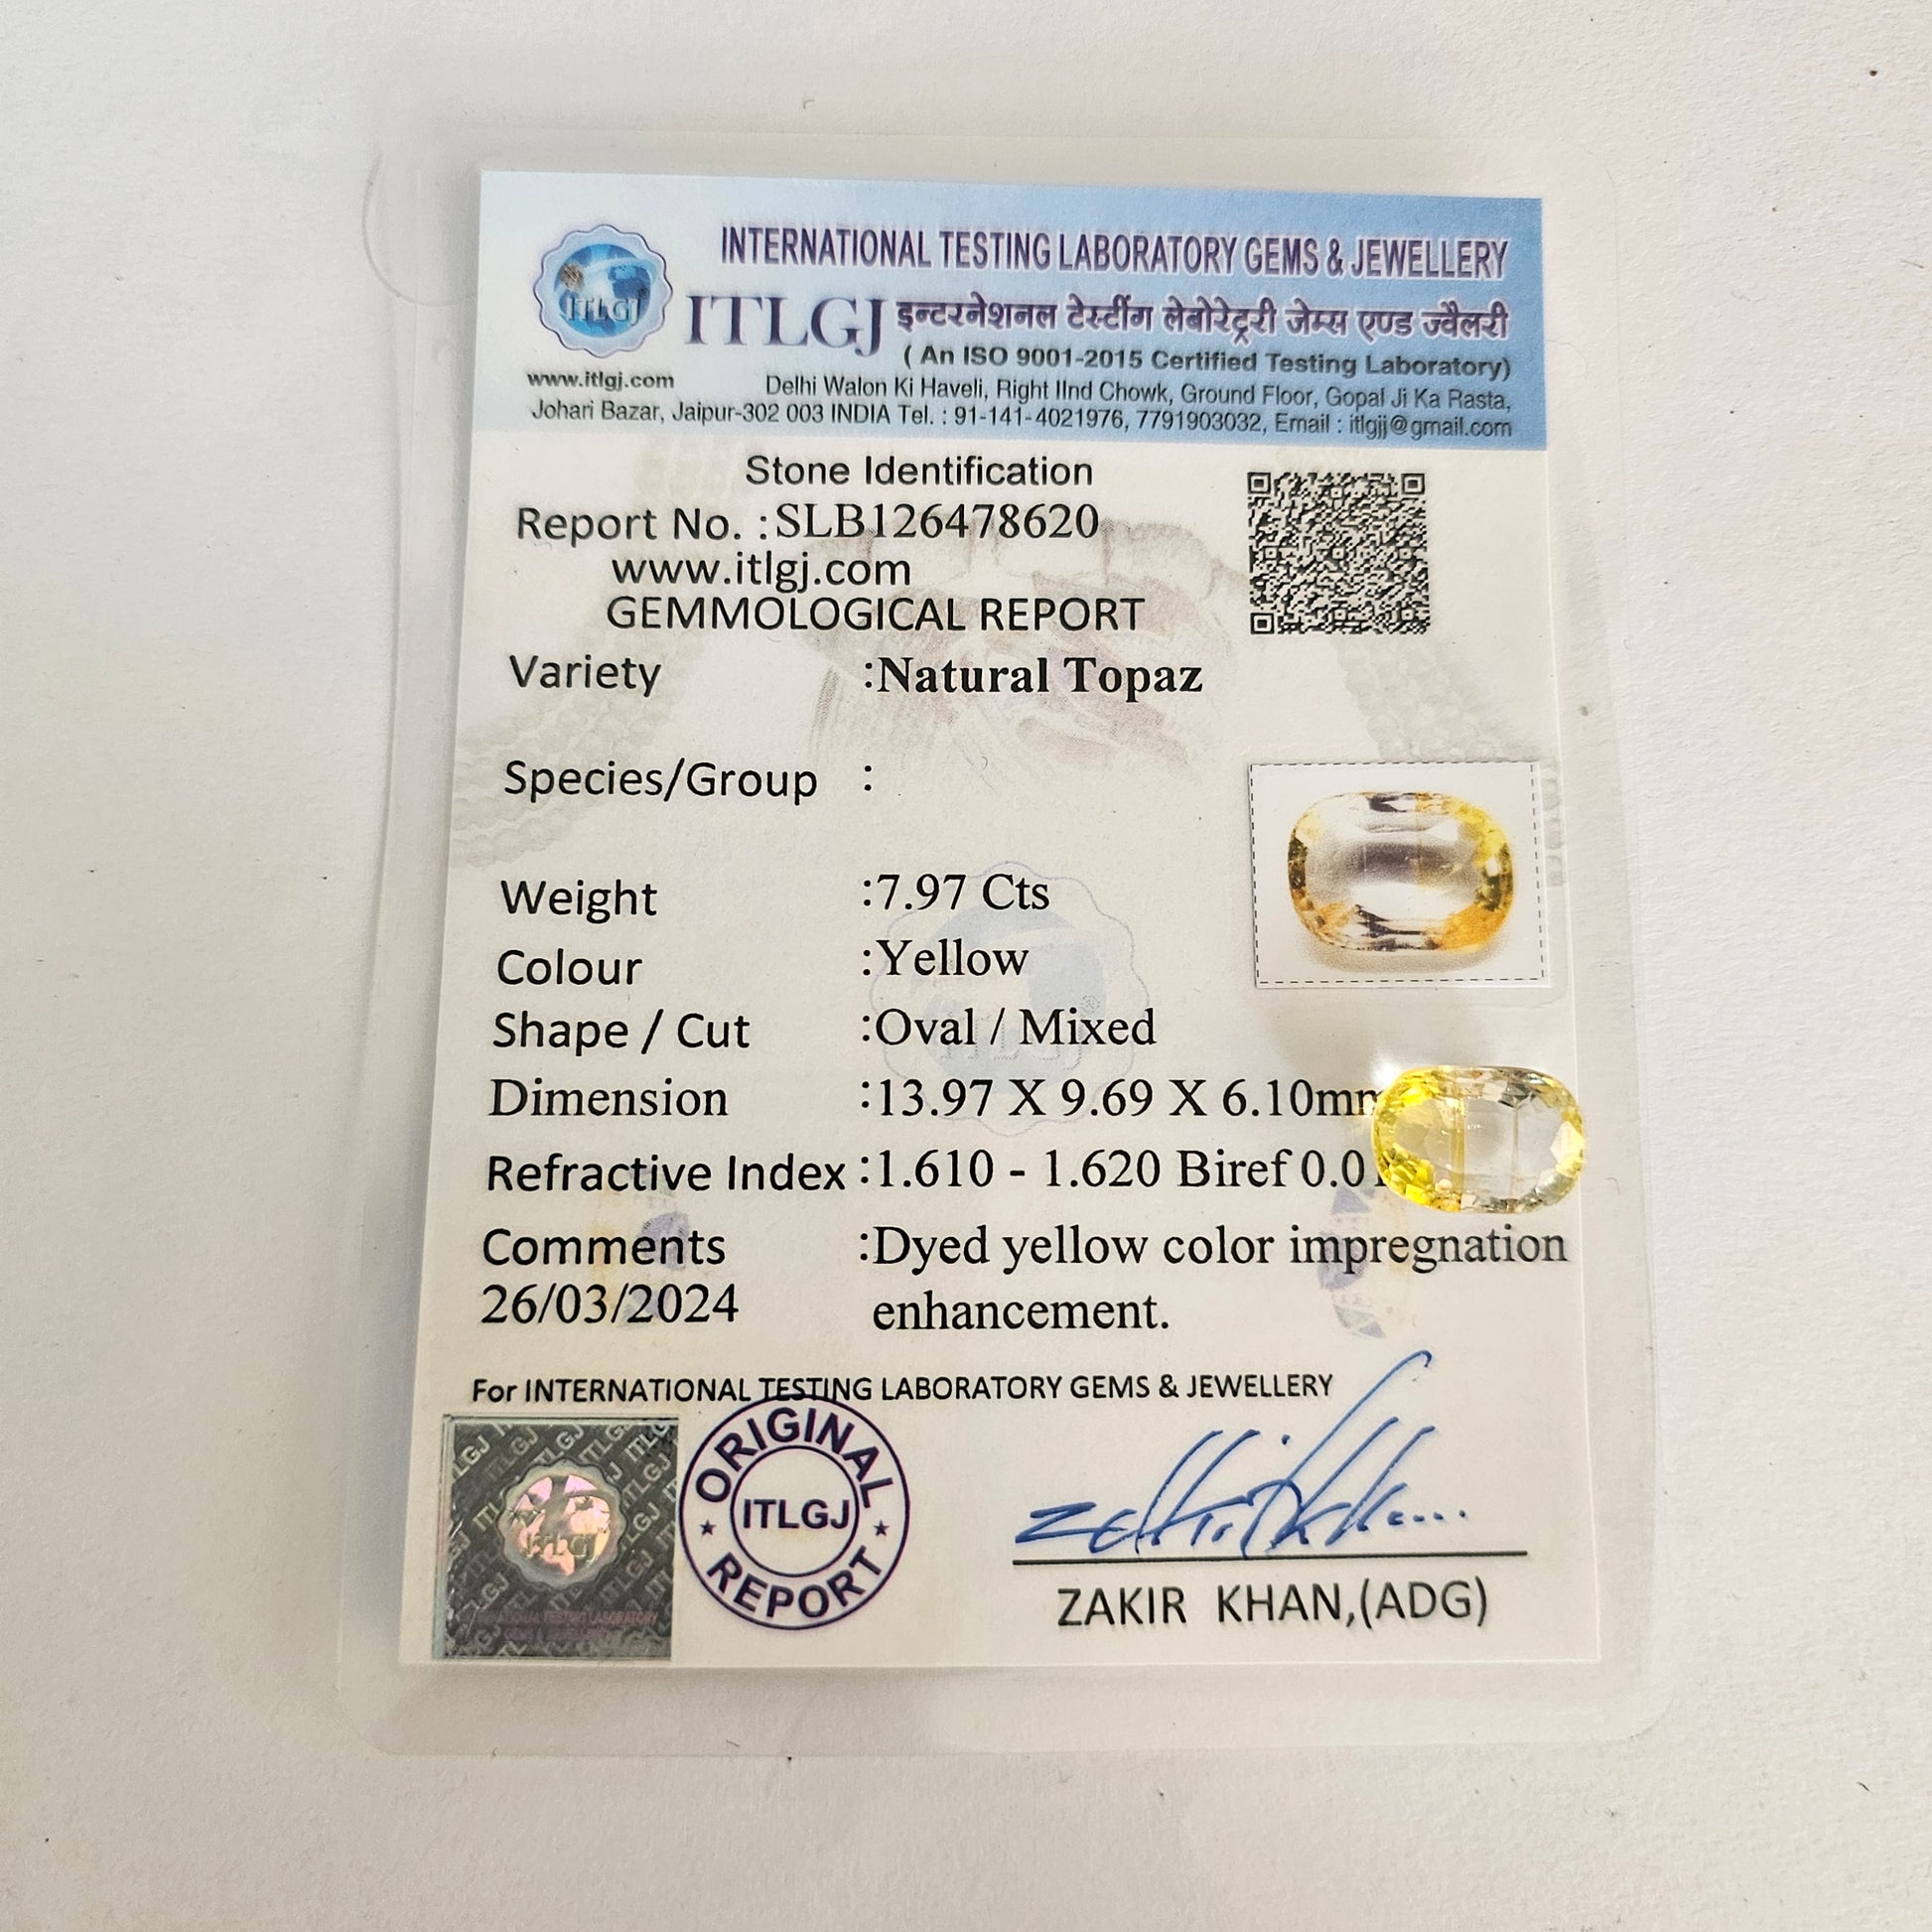 INTERNATIONAL TESTING LABORATORY GEMS & JEWELLERY
ITLGJ
ITLGJ इन्टरनेशनल टेस्टींग लेबोरेट्री जेम्स एण्ड ज्वैलरी
( An ISO 9001-2015 Certified Testing Laboratory)
www.itlgj.com Delhi Walon Ki Haveli, Right IInd Chowk, Ground Floor, Gopal Ji Ka Rasta,
Johari Bazar, Jaipur-302 003 INDIA Tel. : 91-141-4021976, 7791903032, Email : itlgjj@gmail.com
Stone Identification
Report No. :SLB126478620
www.itlgj.com
GEMMOLOGICAL REPORT
Variety :Natural Topaz
Species/Group :
Weight :7.97 Cts
Colour :Yellow
Shape / Cut :Oval / Mixed
Dimension :13.97 X 9.69 X 6.10mm
Refractive Index :1.610 - 1.620 Biref 0.0
Comments :Dyed yellow color impregnation
26/03/2024 enhancement.
For INTERNATIONAL TESTING LABORATORY GEMS & JEWELLERY
ORIGINAL
ITLGJ
REPORT
ZAKIR KHAN,(ADG)